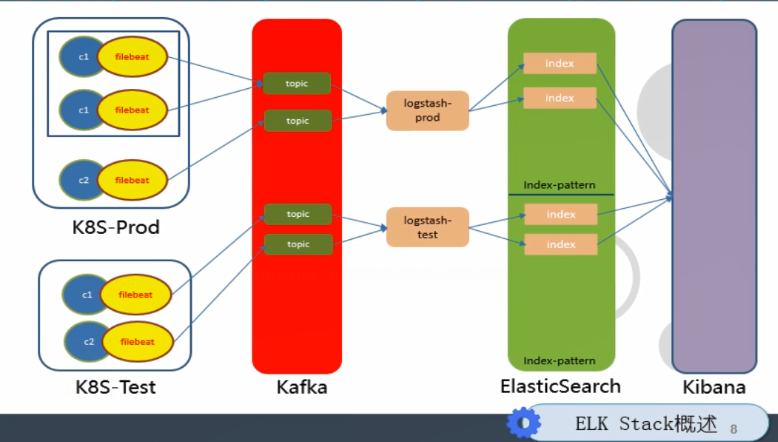 c1
filebeat
c1
filebeat
c2
filebeat
K8S-Prod
c1
filebeat
c2
filebeat
K8S-Test
topic
topic
topic
topic
Kafka
logstash-
prod
logstash-
test
index
index
Index-pattern
index
index
Index-pattern
ElasticSearch
Kibana
ELK Stack概述
8